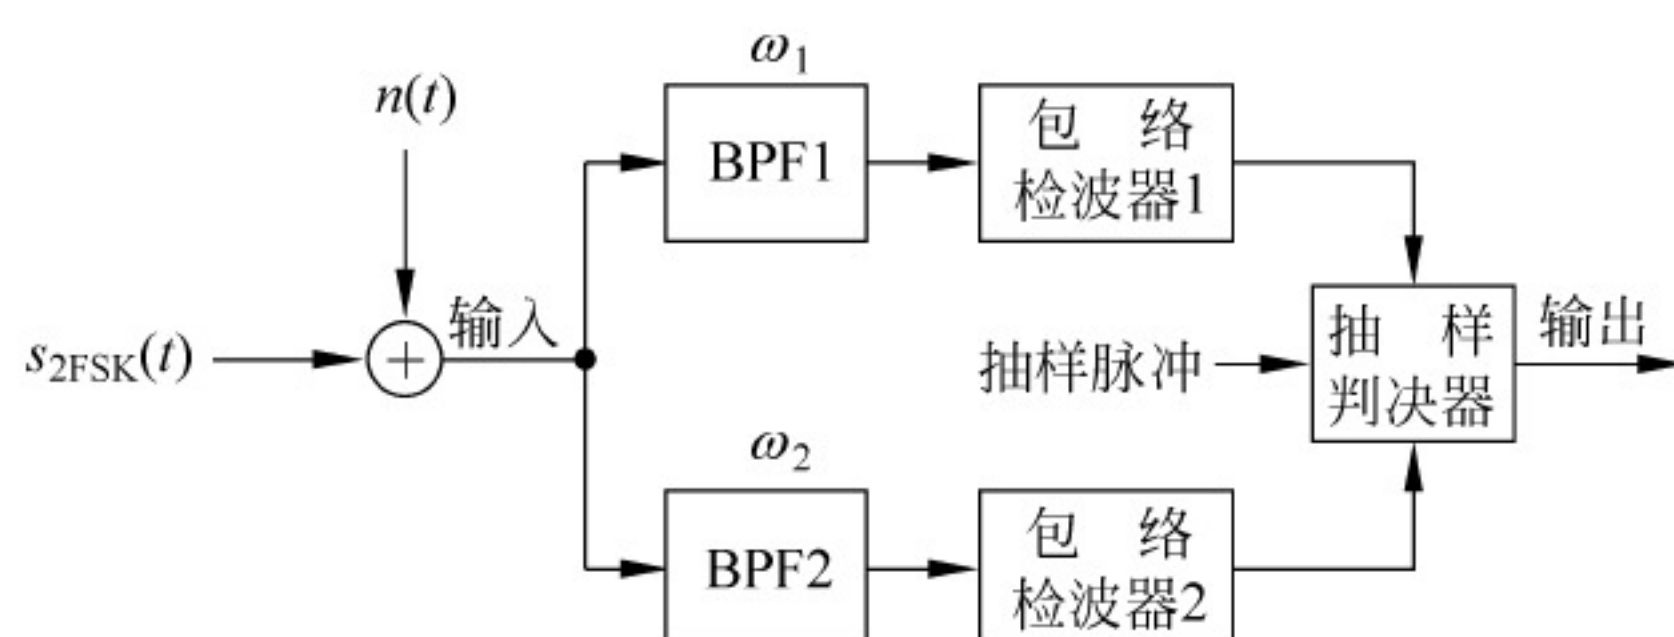 ω1
n(t)
BPF1
包 络
检波器1
输入
s2FSK(t)
+
抽样脉冲
抽 样
判决器
输出
ω2
BPF2
包 络
检波器2